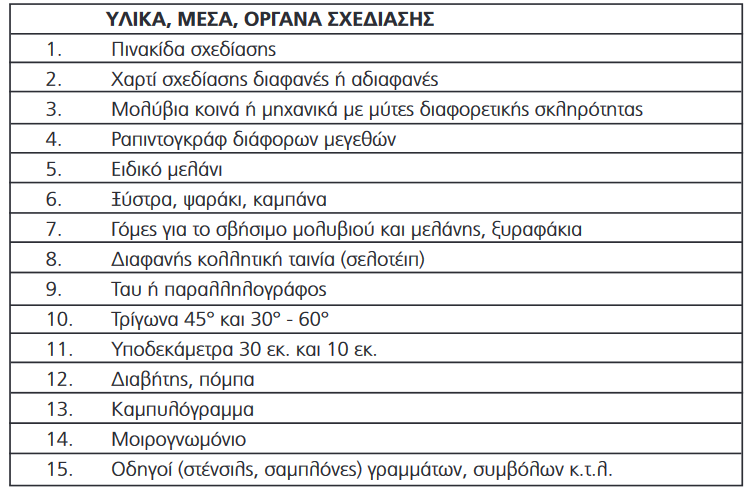 ΥΛΙΚΑ, ΜΕΣΑ, ΟΡΓΑΝΑ ΣΧΕΔΙΑΣΗΣ
1. Πινακίδα σχεδίασης
2. Χαρτί σχεδίασης διαφανές ή αδιαφανές
3. Μολύβια κοινά ή μηχανικά με μύτες διαφορετικής σκληρότητας
4. Ραπιντογκράφ διάφορων μεγεθών
5. Ειδικό μελάνι
6. Ξύστρα, ψαράκι, καμπάνα
7. Γόμες για το σβήσιμο μολυβιού και μελάνης, ξυραφάκια
8. Διαφανής κολλητική ταινία (σελοτέιπ)
9. Ταυ ή παραλληλογράφος
10. Τρίγωνα 45° και 30° - 60°
11. Υποδεκάμετρα 30 εκ. και 10 εκ.
12. Διαβήτης, πόμπα
13. Καμπυλόγραμμα
14. Μοιρογνωμόνιο
15. Οδηγοί (στένσιλς, σαμπλόνες) γραμμάτων, συμβόλων κ.τ.λ.